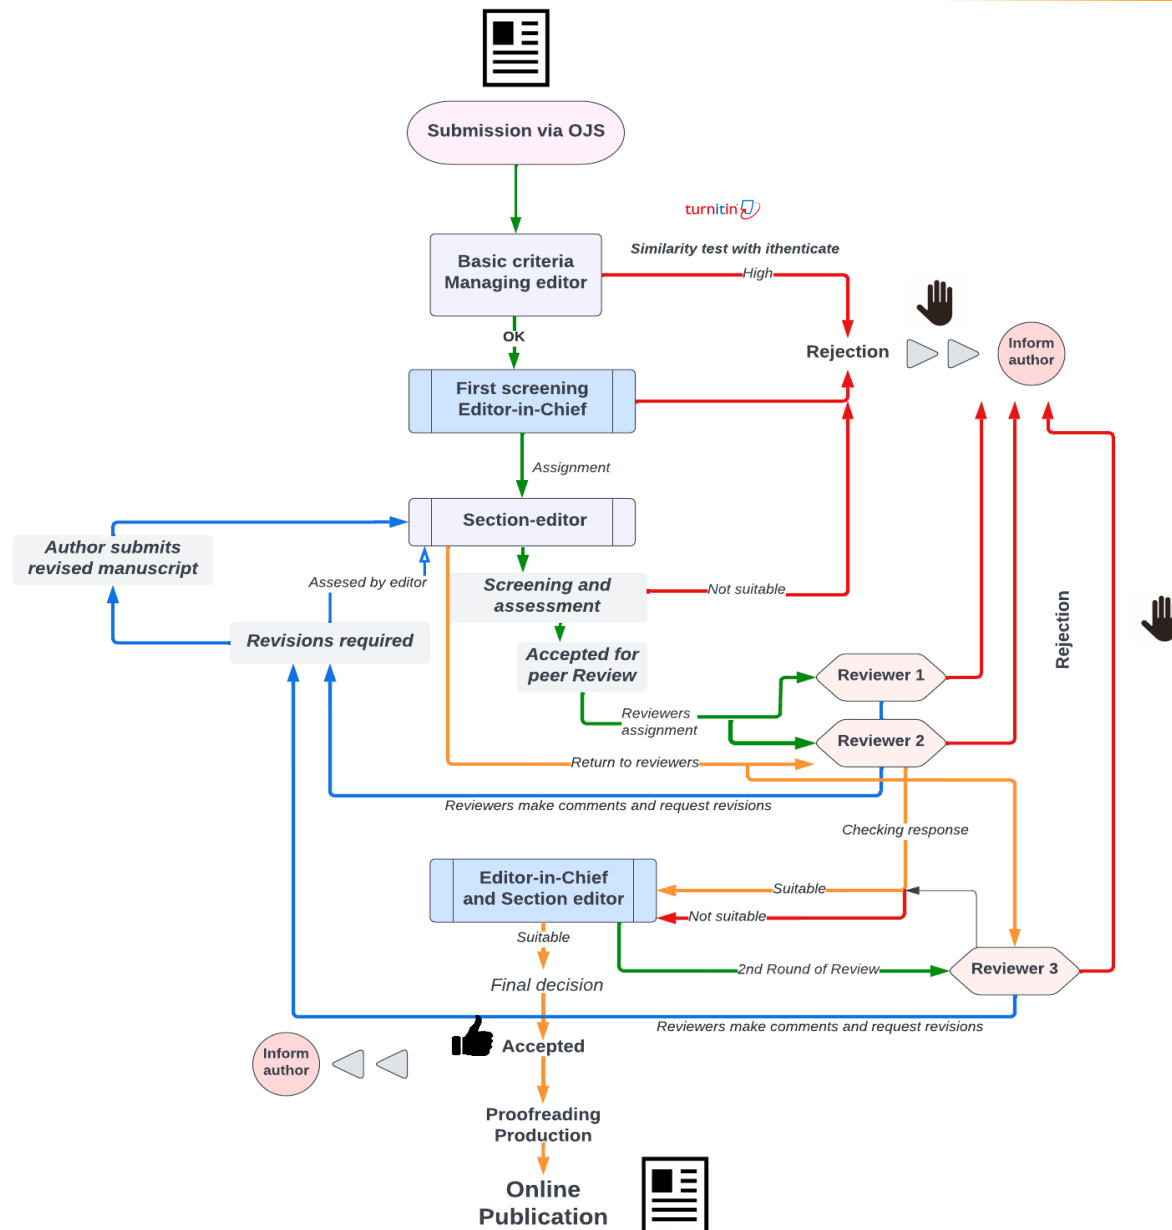 Submission via OJS
turnitin
Similarity test with ithenticate
Basic criteria
Managing editor
High
OK
Rejection
Inform
author
First screening
Editor-in-Chief
Assignment
Section-editor
Author submits
revised manuscript
Assesed by editor
Screening and
assessment
Not suitable
Revisions required
Rejection
Accepted for
peer Review
Reviewer 1
Reviewers
assignment
Reviewer 2
Return to reviewers
Reviewers make comments and request revisions
Checking response
Editor-in-Chief
and Section editor
Suitable
Not suitable
Suitable
2nd Round of Review
Reviewer 3
Final decision
Reviewers make comments and request revisions
Accepted
Inform
author
Proofreading
Production
Online
Publication